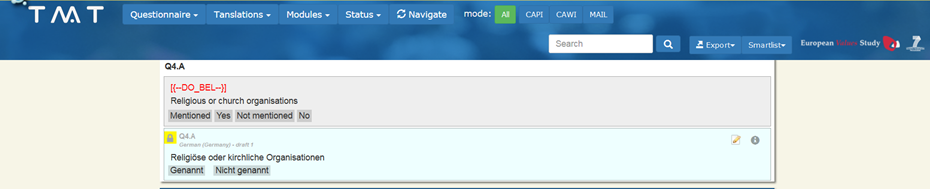 TMT
Questionnaire Translations Modules Status Navigate mode: All CAPI CAWI MAIL
Search Export Smartlist European Values Study
Q4.A
[{--DO_BEL--}]
Religious or church organisations
Mentioned Yes Not mentioned No
Q4.A
German (Germany) - draft 1
Religiöse oder kirchliche Organisationen
Genannt Nicht genannt